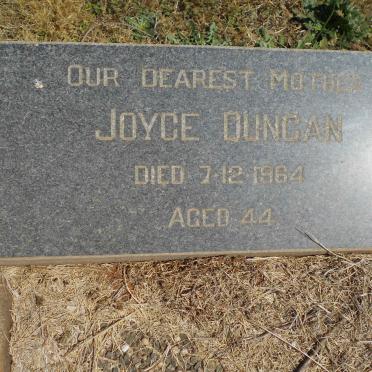 OUR DEAREST MOTHER
JOYCE DUNCAN
DIED 7·12·1964
AGED 44